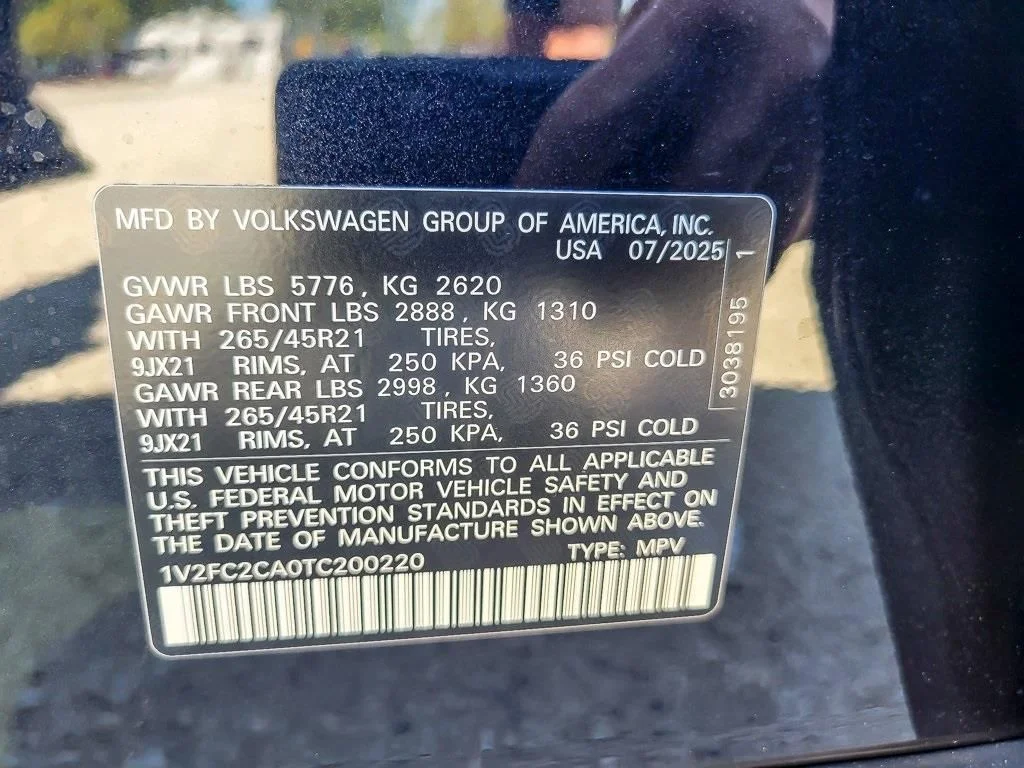 MFD BY VOLKSWAGEN GROUP OF AMERICA, INC.
USA 07/2025
GVWR LBS 5776, KG 2620
GAWR FRONT LBS 2888, KG 1310
WITH 265/45R21 TIRES,
9JX21 RIMS, AT 250 KPA, 36 PSI COLD
GAWR REAR LBS 2998, KG 1360
WITH 265/45R21 TIRES,
9JX21 RIMS, AT 250 KPA, 36 PSI COLD
3038195 1
THIS VEHICLE CONFORMS TO ALL APPLICABLE
U.S. FEDERAL MOTOR VEHICLE SAFETY AND
THEFT PREVENTION STANDARDS IN EFFECT ON
THE DATE OF MANUFACTURE SHOWN ABOVE.
1V2FC2CA0TC200220 TYPE: MPV